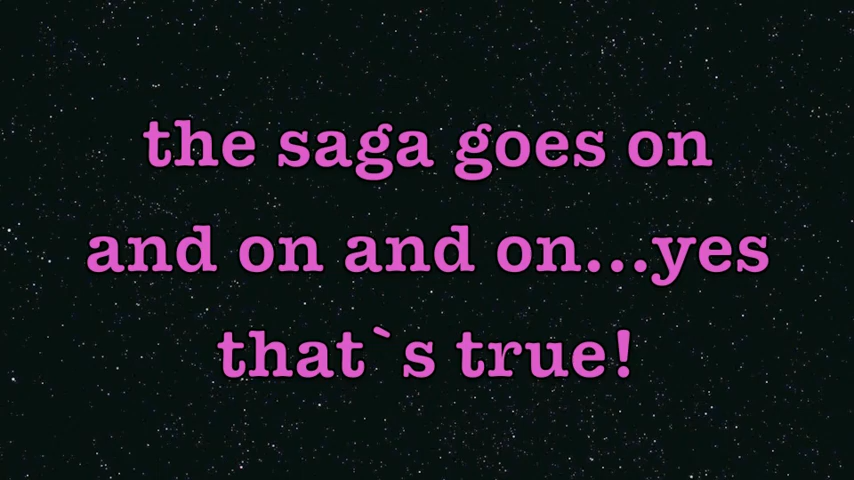 the saga goes on
and on and on...yes
that`s true!